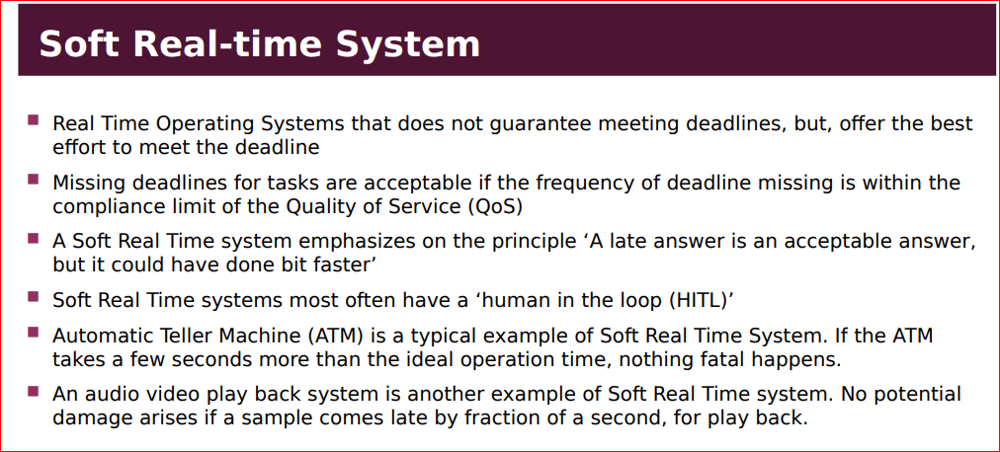 Soft Real-time System
Real Time Operating Systems that does not guarantee meeting deadlines, but, offer the best
effort to meet the deadline
Missing deadlines for tasks are acceptable if the frequency of deadline missing is within the
compliance limit of the Quality of Service (QoS)
A Soft Real Time system emphasizes on the principle ‘A late answer is an acceptable answer,
but it could have done bit faster’
Soft Real Time systems most often have a ‘human in the loop (HITL)’
Automatic Teller Machine (ATM) is a typical example of Soft Real Time System. If the ATM
takes a few seconds more than the ideal operation time, nothing fatal happens.
An audio video play back system is another example of Soft Real Time system. No potential
damage arises if a sample comes late by fraction of a second, for play back.